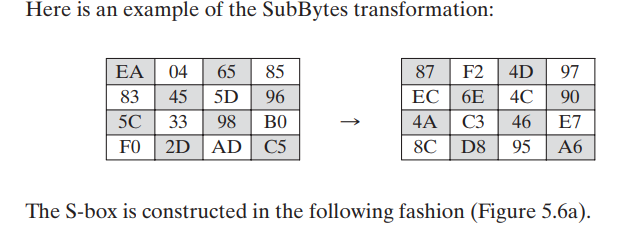 Here is an example of the SubBytes transformation:
EA 04 65 85 87 F2 4D 97
83 45 5D 96 EC 6E 4C 90
5C 33 98 B0 → 4A C3 46 E7
F0 2D AD C5 8C D8 95 A6
The S-box is constructed in the following fashion (Figure 5.6a).